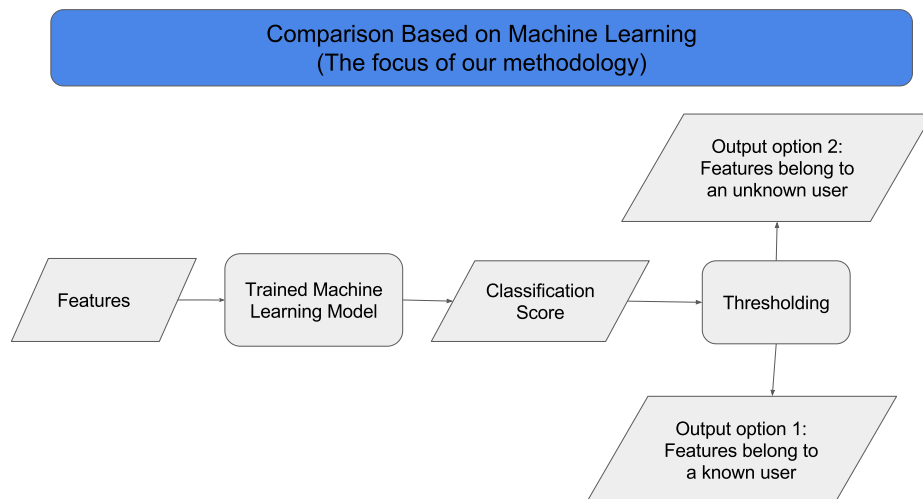 Comparison Based on Machine Learning
(The focus of our methodology)
Output option 2:
Features belong to
an unknown user
Features
Trained Machine
Learning Model
Classification
Score
Thresholding
Output option 1:
Features belong to
a known user